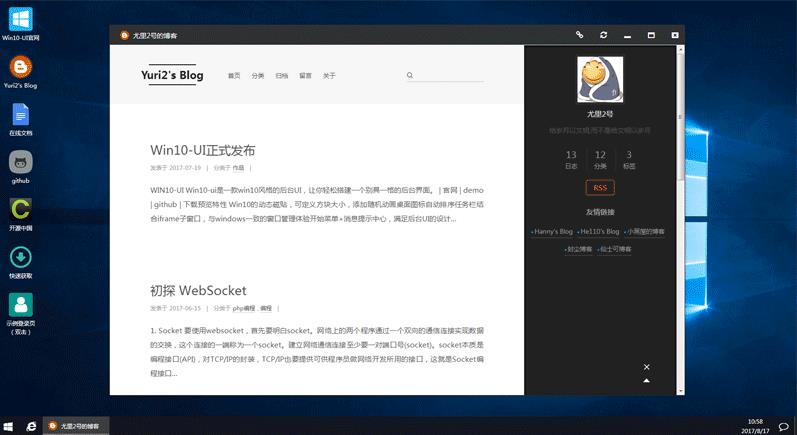 Win10-UI官网
Yuri2's Blog
在线文档
github
开源中国
快速获取
示例登录页
(双击)
尤里2号的博客
Yuri2's Blog
首页 分类 归档 留言 关于
Win10-UI正式发布
发表于 2017-07-19 | 分类于 作品 |
WIN10-UI Win10-ui是一款win10风格的后台UI，让你轻松搭建一个别具一格的后台界面。 | 官网 | demo
| github | 下载预览特性 Win10的动态磁贴，可定义方块大小，添加随机动画桌面图标自动排序任务栏结
合iframe子窗口，与windows一致的窗口管理体验开始菜单+消息提示中心，满足后台UI的设计...
初探 WebSocket
发表于 2017-06-15 | 分类于 php编程 , 编程 |
1. Socket 要使用websocket，首先要明白socket。网络上的两个程序通过一个双向的通信连接实现数据
的交换，这个连接的一端称为一个socket。建立网络通信连接至少要一对端口号(socket)。socket本质是
编程接口(API)，对TCP/IP的封装，TCP/IP也要提供可供程序员做网络开发所用的接口，这就是Socket编
程接口...
尤里2号
给岁月以文明,而不是给文明以岁月
13 12 3
日志 分类 标签
RSS
友情链接
Hanny's Blog He110's Blog 小黑屋的博客
封尘博客 仙士可博客
尤里2号的博客
10:58
2017/8/17